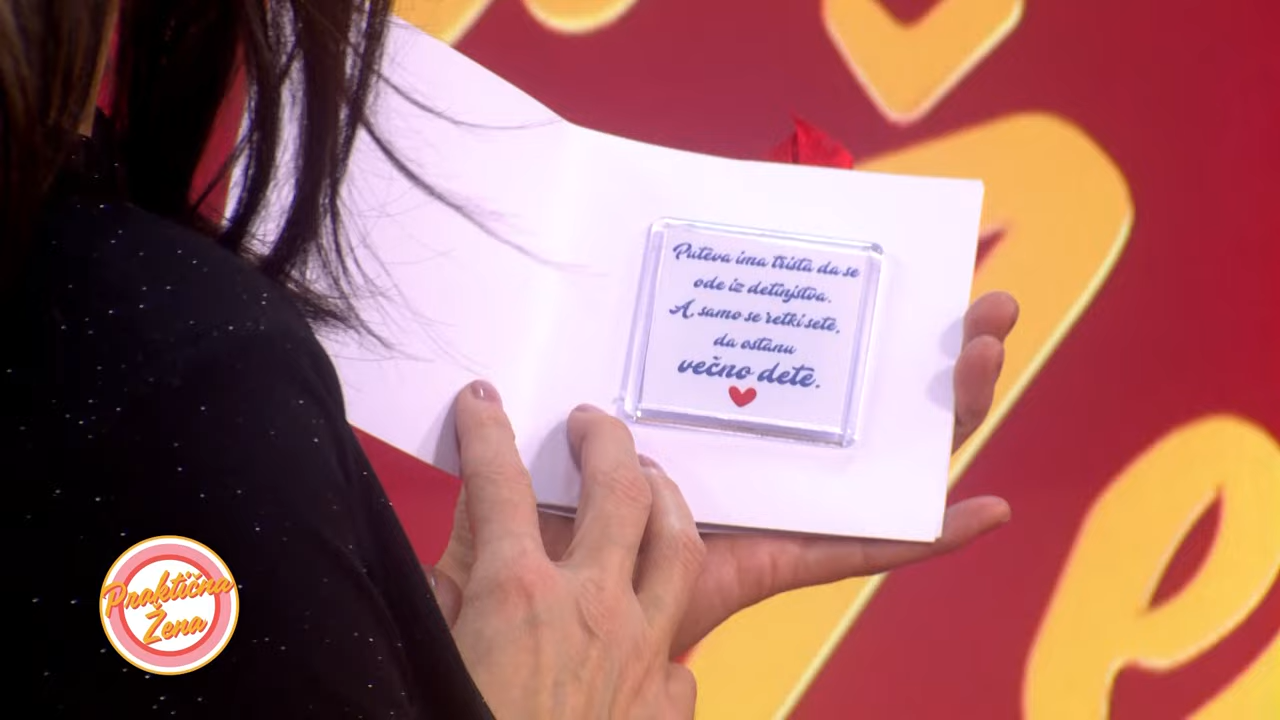 Puteva ima trista da se
ode iz detinjstva.
A, samo se retki sete,
da ostanu
večno dete.
Praktična
Žena